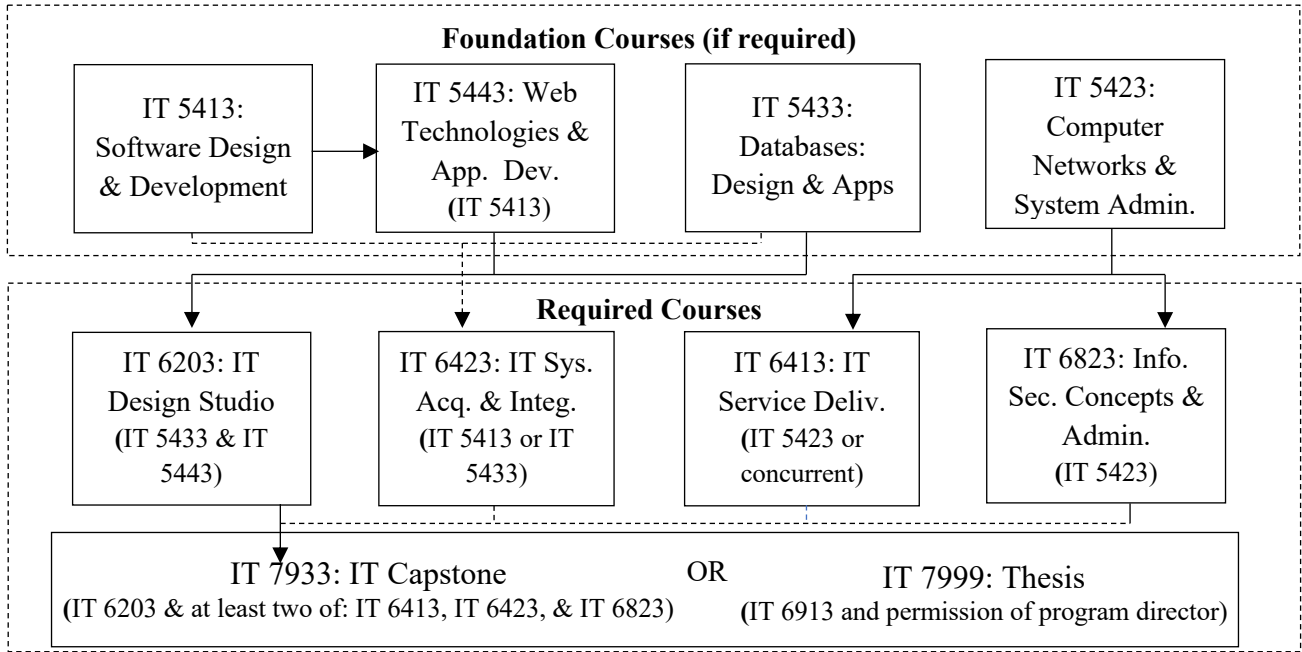 Foundation Courses (if required)
IT 5413:
Software Design
& Development
IT 5443: Web
Technologies &
App. Dev.
(IT 5413)
IT 5433:
Databases:
Design & Apps
IT 5423:
Computer
Networks &
System Admin.
Required Courses
IT 6203: IT
Design Studio
(IT 5433 & IT
5443)
IT 6423: IT Sys.
Acq. & Integ.
(IT 5413 or IT
5433)
IT 6413: IT
Service Deliv.
(IT 5423 or
concurrent)
IT 6823: Info.
Sec. Concepts &
Admin.
(IT 5423)
IT 7933: IT Capstone
(IT 6203 & at least two of: IT 6413, IT 6423, & IT 6823)
OR
IT 7999: Thesis
(IT 6913 and permission of program director)